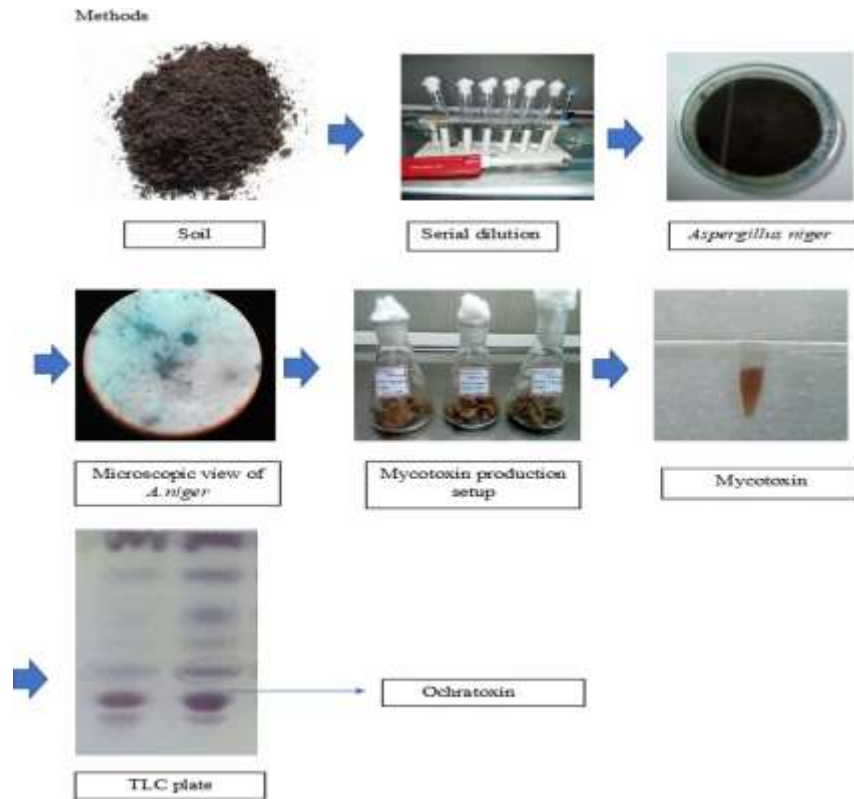 Methods
Soil
Serial dilution
Aspergillus niger
Microscopic view of
A.niger
Mycotoxin production
setup
Mycotoxin
Ochratoxin
TLC plate